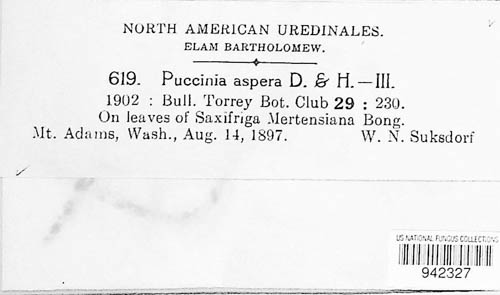 NORTH AMERICAN UREDINALES.
ELAM BARTHOLOMEW.
619. Puccinia aspera D. & H.—III.
1902 : Bull. Torrey Bot. Club 29 : 230.
On leaves of Saxifriga Mertensiana Bong.
Mt. Adams, Wash., Aug. 14, 1897. W. N. Suksdorf
US NATIONAL FUNGUS COLLECTIONS
942327